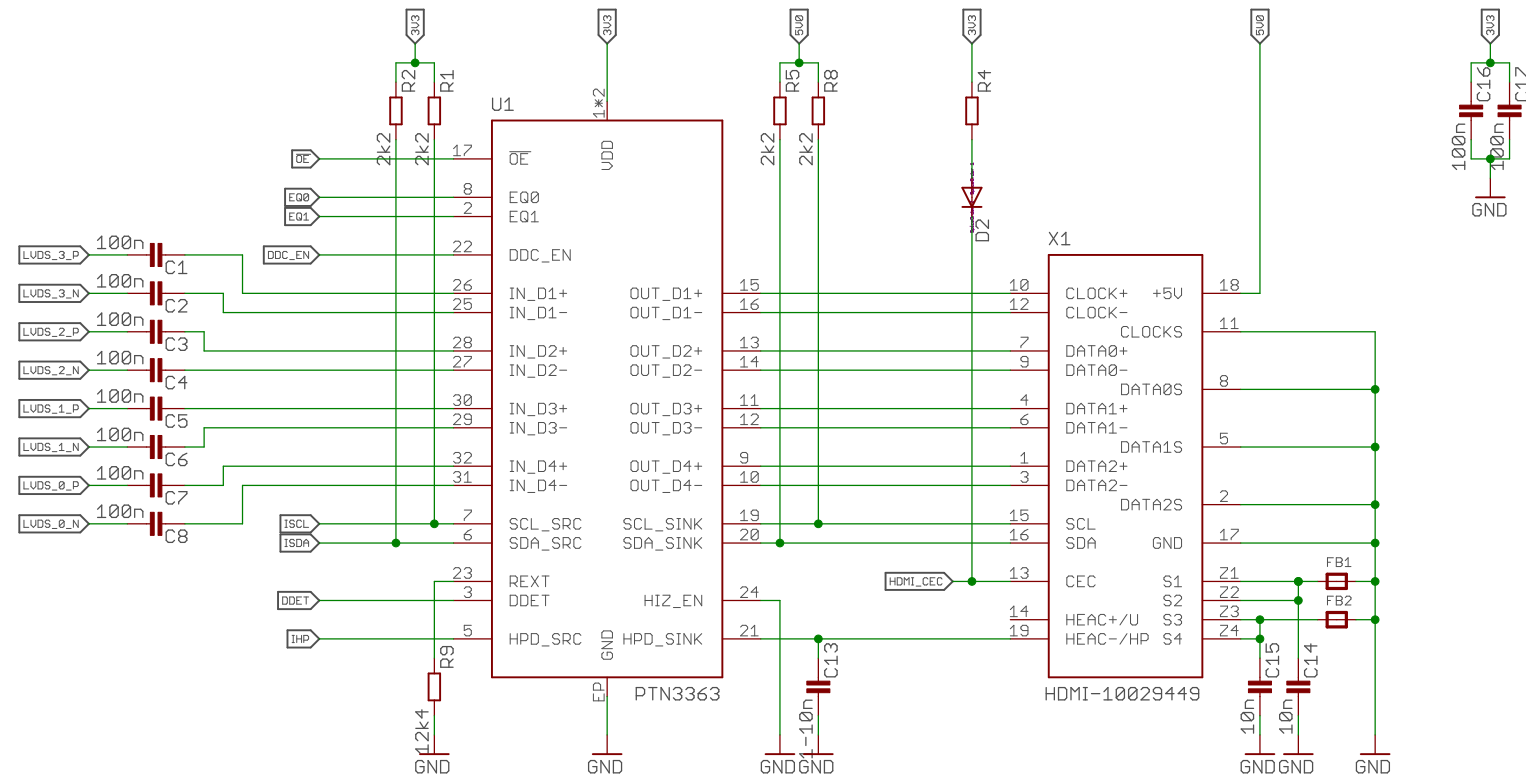 3V3
3V3
5V0
3V3
5V0
3V3
R2
R1
2k2
2k2
R5
R8
2k2
2k2
R4
D2
C16
C17
100n
100n
GND
U1
1*2
VDD
OE
17
OE
EQ0
8
EQ0
EQ1
2
EQ1
DDC_EN
22
DDC_EN
LVDS_3_P
100n
C1
26
IN_D1+
OUT_D1+
15
LVDS_3_N
100n
C2
25
IN_D1-
OUT_D1-
16
LVDS_2_P
100n
C3
28
IN_D2+
OUT_D2+
13
LVDS_2_N
100n
C4
27
IN_D2-
OUT_D2-
14
LVDS_1_P
100n
C5
30
IN_D3+
OUT_D3+
11
LVDS_1_N
100n
C6
29
IN_D3-
OUT_D3-
12
LVDS_0_P
100n
C7
32
IN_D4+
OUT_D4+
9
LVDS_0_N
100n
C8
31
IN_D4-
OUT_D4-
10
ISCL
7
SCL_SRC
SCL_SINK
19
ISDA
6
SDA_SRC
SDA_SINK
20
23
REXT
DDET
3
DDET
HIZ_EN
24
IHP
5
HPD_SRC
GND
HPD_SINK
21
EP
PTN3363
R9
12k4
GND
GND
GND
C13
1-10n
GND
X1
10
CLOCK+
+5V
18
12
CLOCK-
CLOCKS
11
7
DATA0+
9
DATA0-
DATA0S
8
4
DATA1+
6
DATA1-
DATA1S
5
1
DATA2+
3
DATA2-
DATA2S
2
15
SCL
16
SDA
GND
17
HDMI_CEC
13
CEC
S1
Z1
FB1
S2
Z2
14
HEAC+/U
S3
Z3
FB2
19
HEAC-/HP
S4
Z4
HDMI-10029449
C15
10n
GND
C14
10n
GND
GND